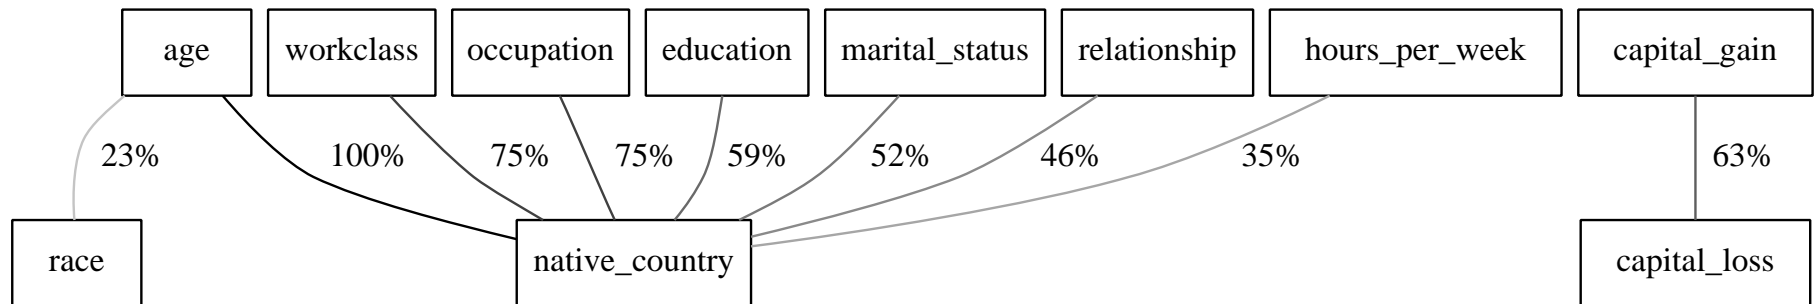 age
workclass
occupation
education
marital_status
relationship
hours_per_week
capital_gain
23%
100%
75%
75%
59%
52%
46%
35%
63%
race
native_country
capital_loss